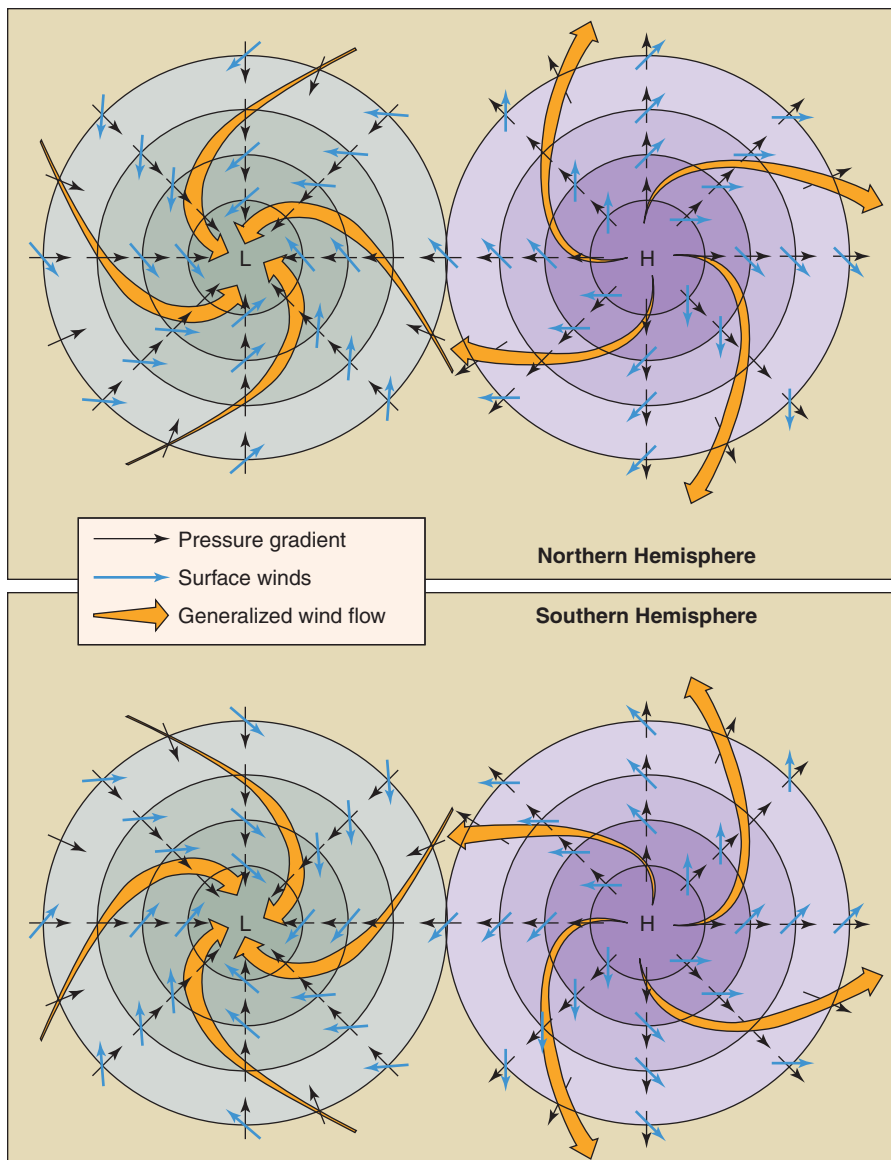 L
H
Pressure gradient
Surface winds
Generalized wind flow
Northern Hemisphere
Southern Hemisphere
L
H